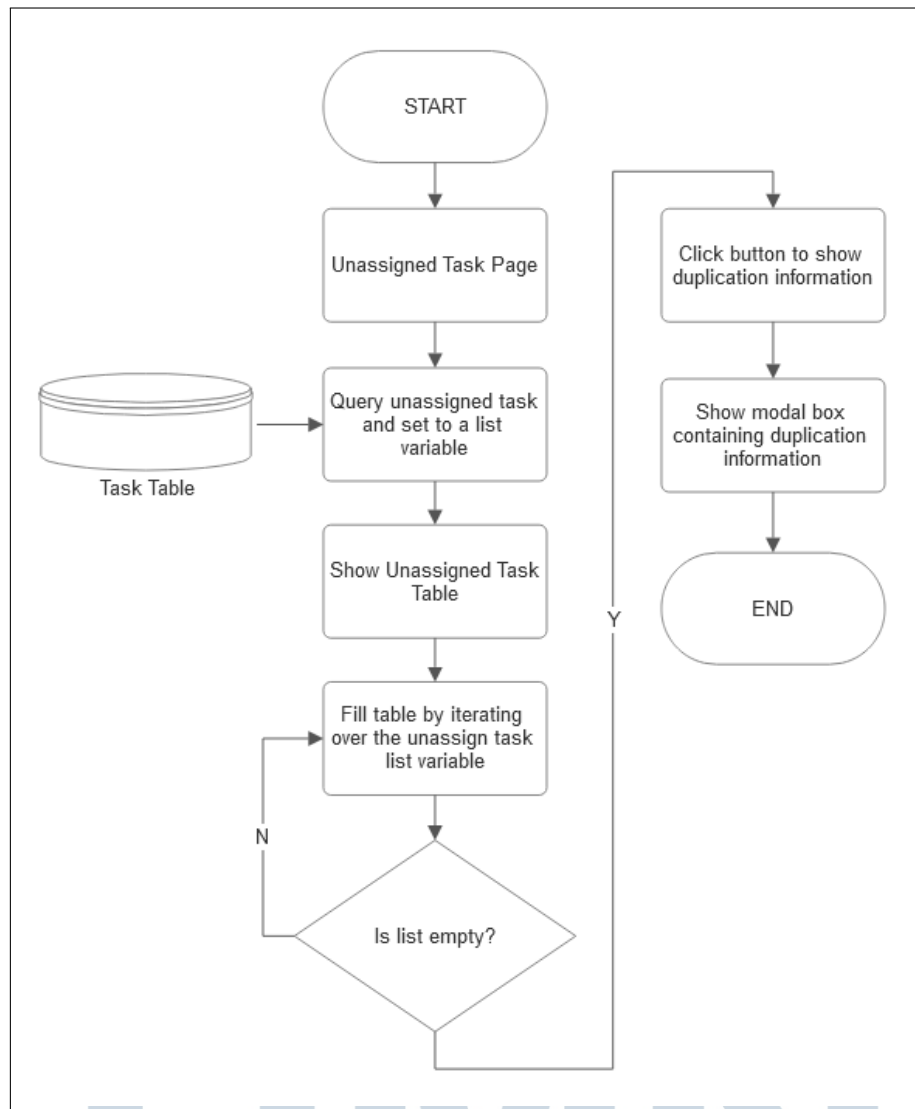 START
Unassigned Task Page
Query unassigned task
and set to a list
variable
Task Table
Show Unassigned Task
Table
Fill table by iterating
over the unassign task
list variable
N
Is list empty?
Y
Click button to show
duplication information
Show modal box
containing duplication
information
END